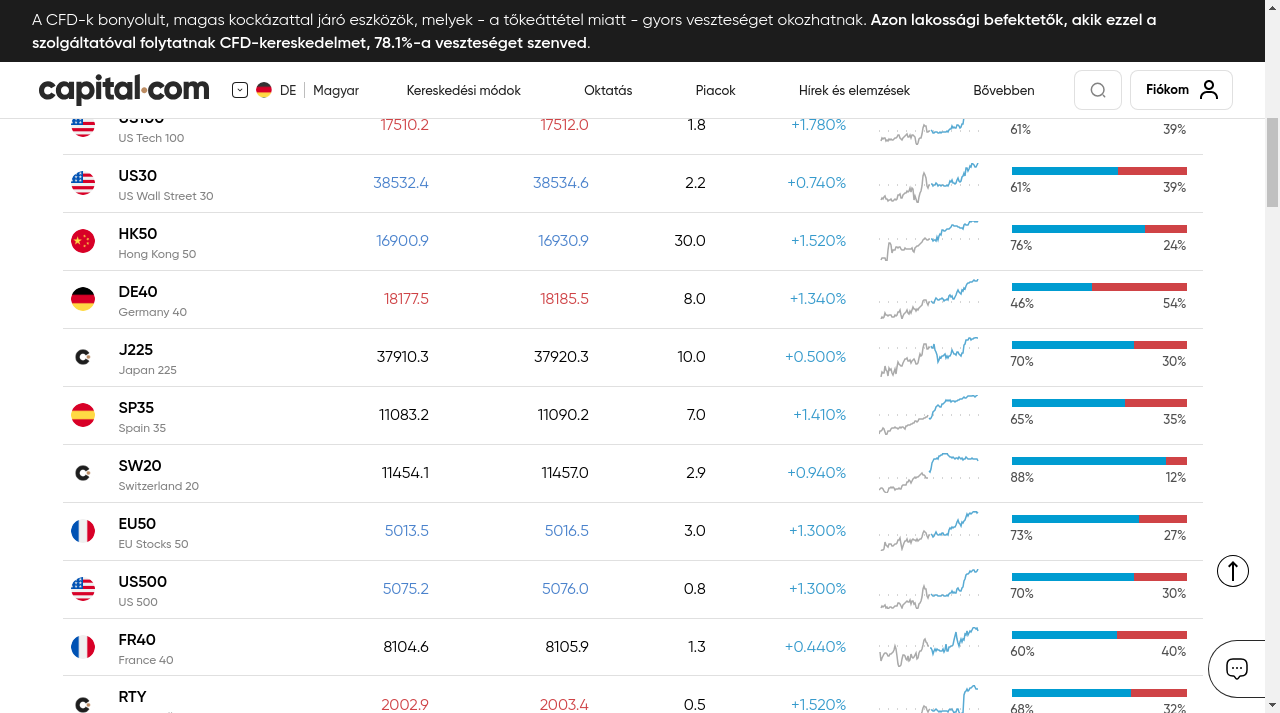 A CFD-k bonyolult, magas kockázattal járó eszközök, melyek - a tőkeáttétel miatt - gyors veszteséget okozhatnak. Azon lakossági befektetők, akik ezzel a
szolgáltatóval folytatnak CFD-kereskedelmet, 78.1%-a veszteséget szenved.
capital.com DE Magyar Kereskedési módok Oktatás Piacok Hírek és elemzések Bővebben Fiókom
US100 17510.2 17512.0 1.8 +1.780% 61% 39%
US Tech 100
US30 38532.4 38534.6 2.2 +0.740% 61% 39%
US Wall Street 30
HK50 16900.9 16930.9 30.0 +1.520% 76% 24%
Hong Kong 50
DE40 18177.5 18185.5 8.0 +1.340% 46% 54%
Germany 40
J225 37910.3 37920.3 10.0 +0.500% 70% 30%
Japan 225
SP35 11083.2 11090.2 7.0 +1.410% 65% 35%
Spain 35
SW20 11454.1 11457.0 2.9 +0.940% 88% 12%
Switzerland 20
EU50 5013.5 5016.5 3.0 +1.300% 73% 27%
EU Stocks 50
US500 5075.2 5076.0 0.8 +1.300% 70% 30%
US 500
FR40 8104.6 8105.9 1.3 +0.440% 60% 40%
France 40
RTY 2002.9 2003.4 0.5 +1.520% 68% 32%